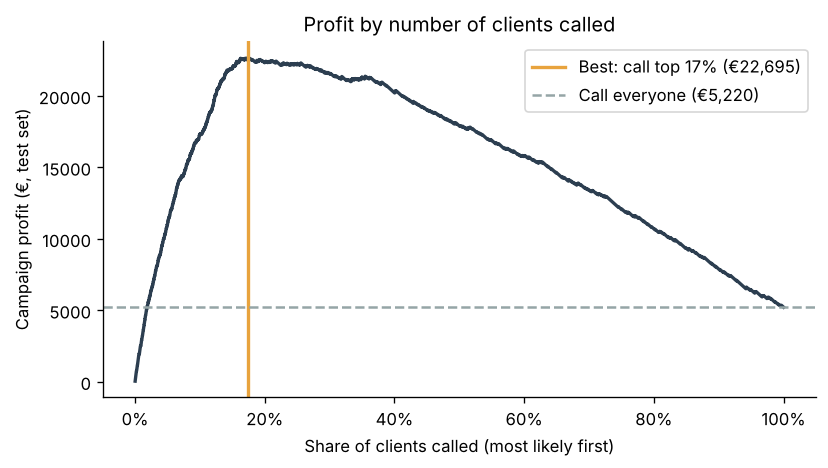 Profit by number of clients called
Best: call top 17% (€22,695)
Call everyone (€5,220)
Campaign profit (€, test set)
20000
15000
10000
5000
0
0% 20% 40% 60% 80% 100%
Share of clients called (most likely first)